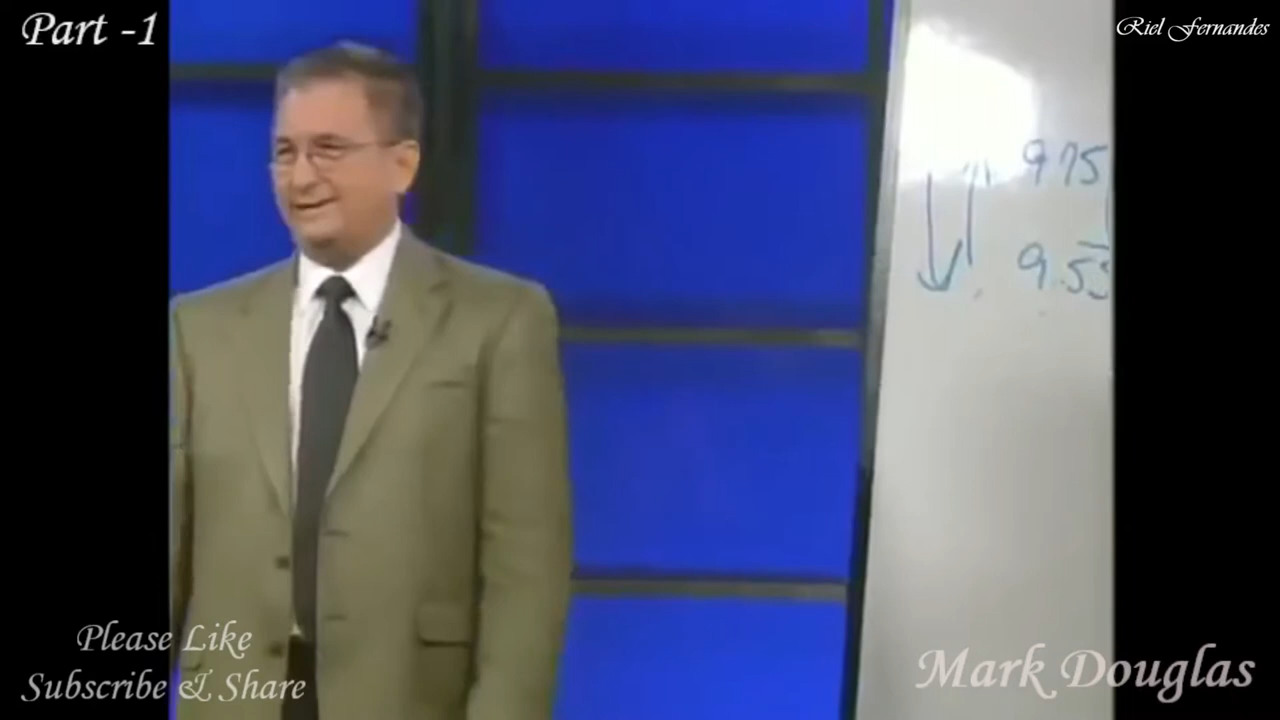 Part -1
Riel Fernandes
975
9.55
Please Like
Subscribe & Share
Mark Douglas